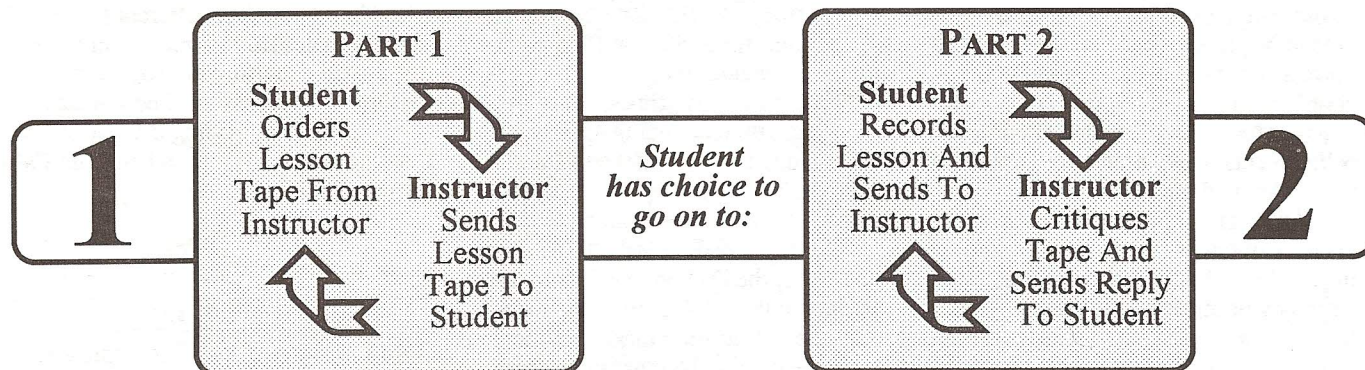 1
PART 1
Student
Orders
Lesson
Tape From
Instructor
Instructor
Sends
Lesson
Tape To
Student
Student
has choice to
go on to:
PART 2
Student
Records
Lesson And
Sends To
Instructor
Instructor
Critiques
Tape And
Sends Reply
To Student
2